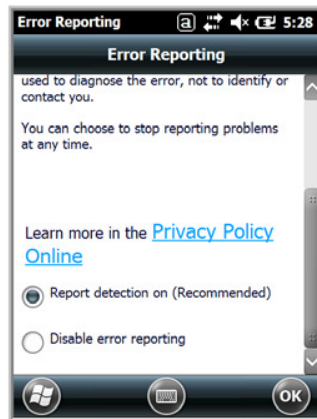 Error Reporting a 5:28
Error Reporting
used to diagnose the error, not to identify or
contact you.
You can choose to stop reporting problems
at any time.
Learn more in the Privacy Policy
Online
Report detection on (Recommended)
Disable error reporting
OK